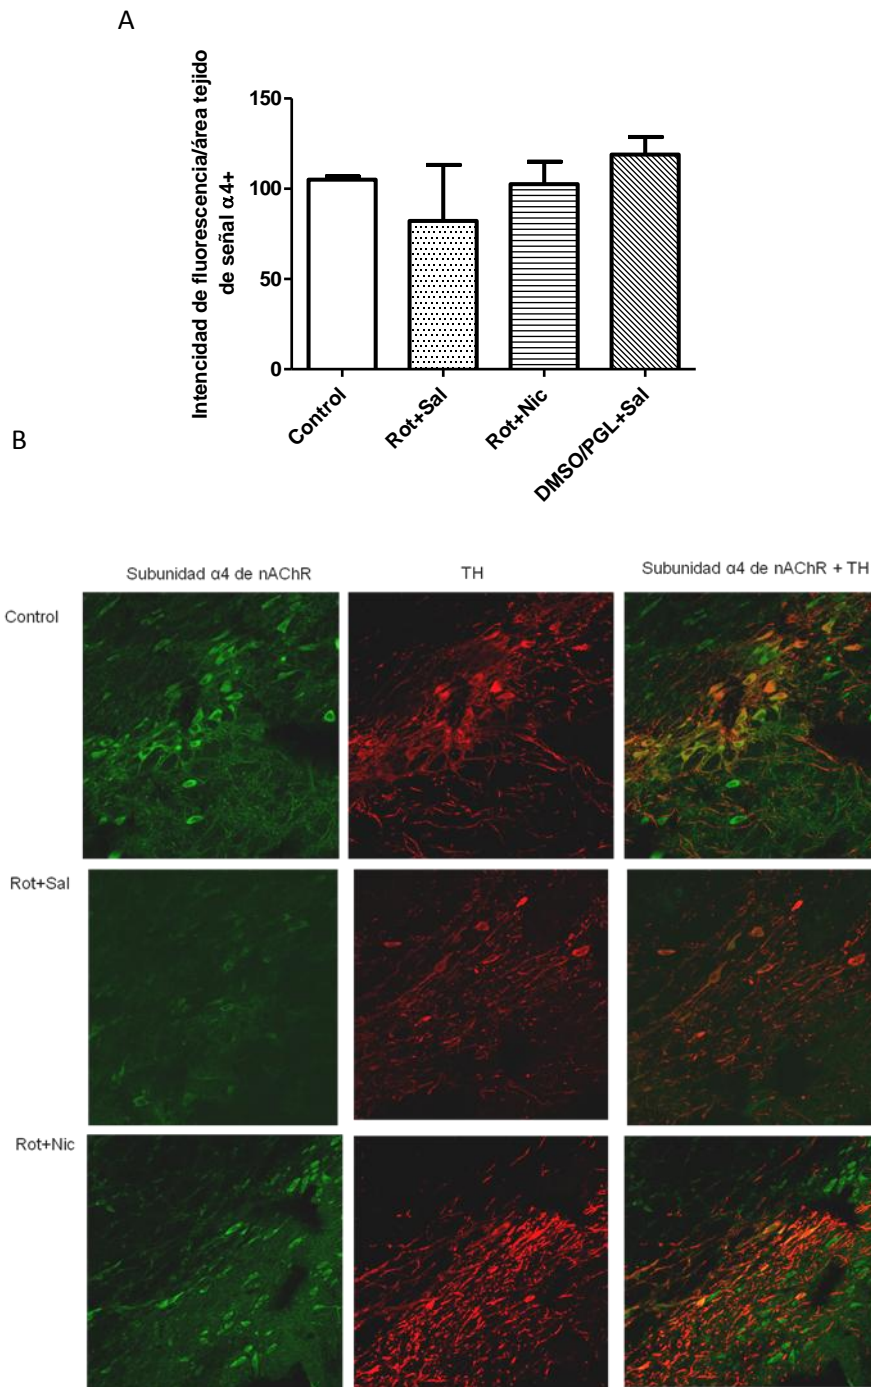 A
Intencidad de fluorescencia/área tejido
de señal α4+
150
100
50
0
Control
Rot+Sal
Rot+Nic
DMSO/PGL+Sal
B
Subunidad α4 de nAChR
TH
Subunidad α4 de nAChR + TH
Control
Rot+Sal
Rot+Nic